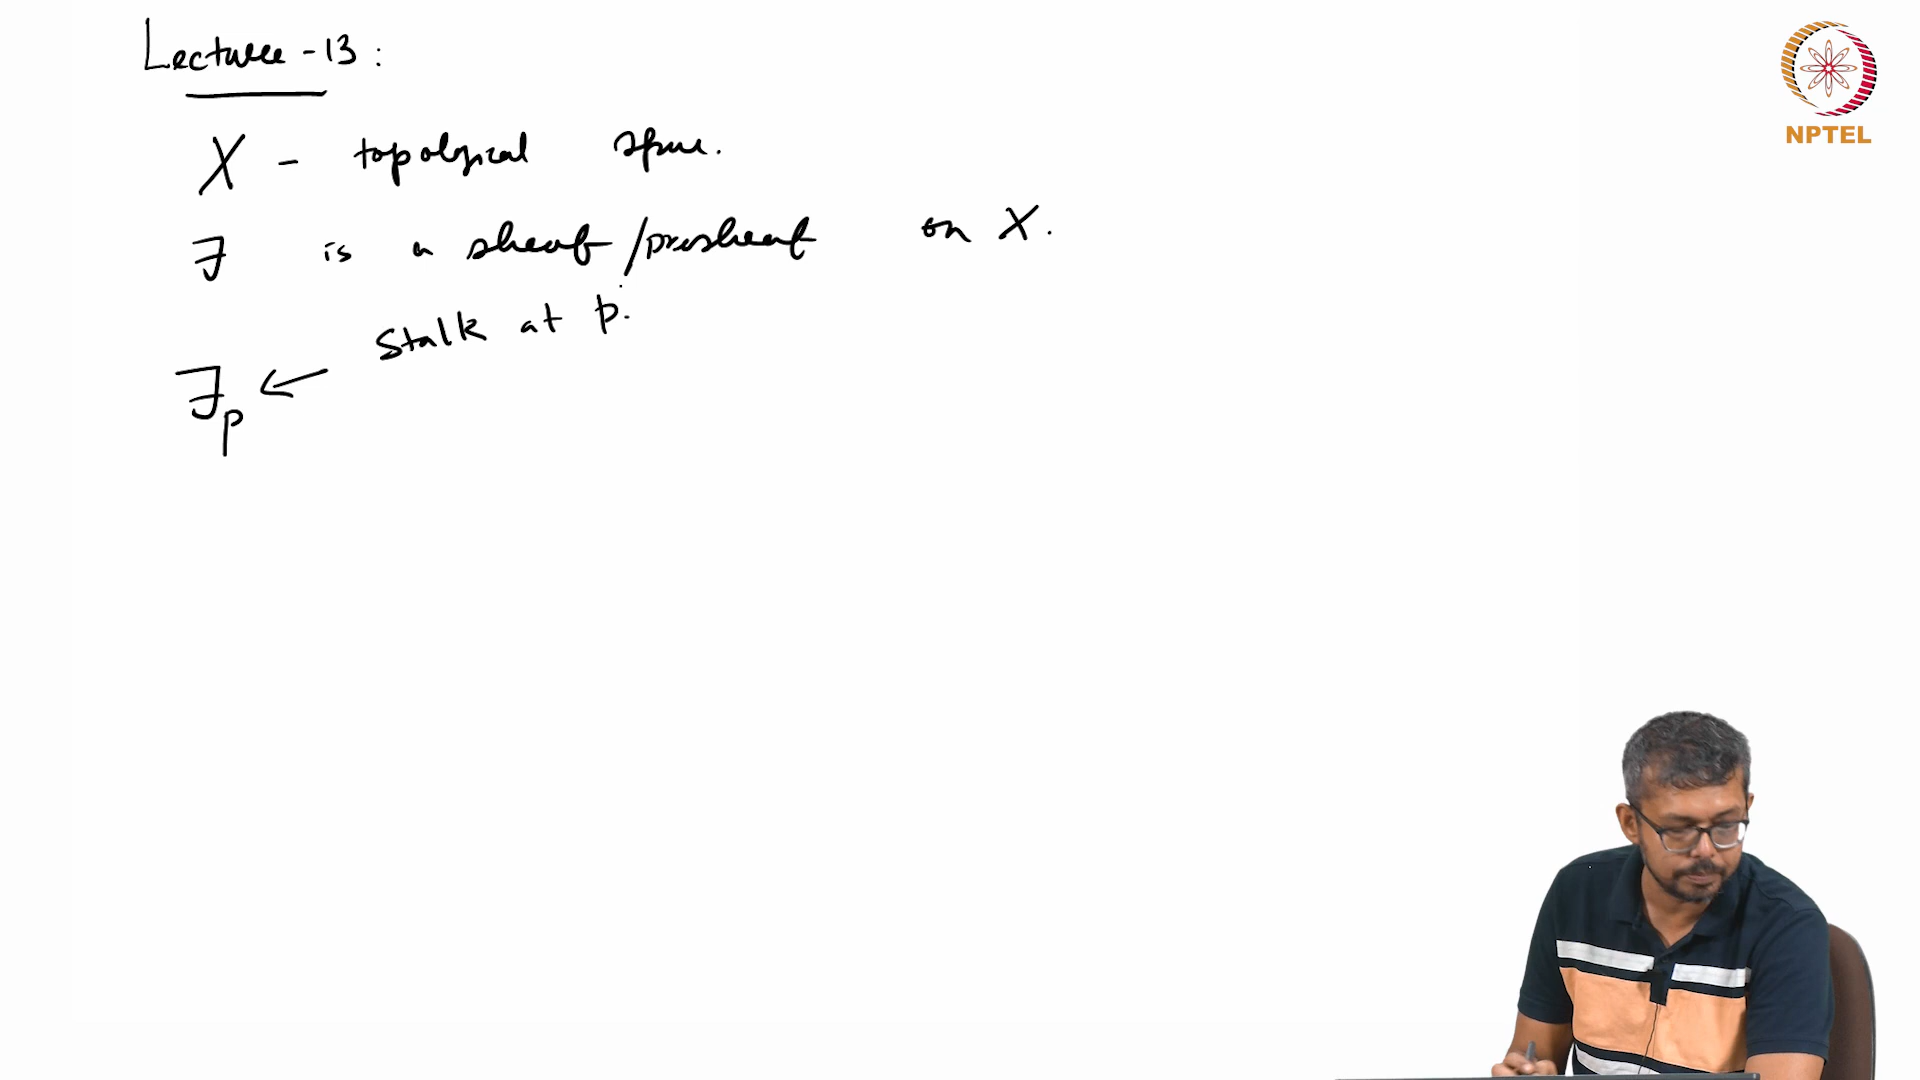 Lecture - 13 :
X - topological space.
F is a sheaf / presheaf on X.
Stalk at p.
F_p ←
NPTEL